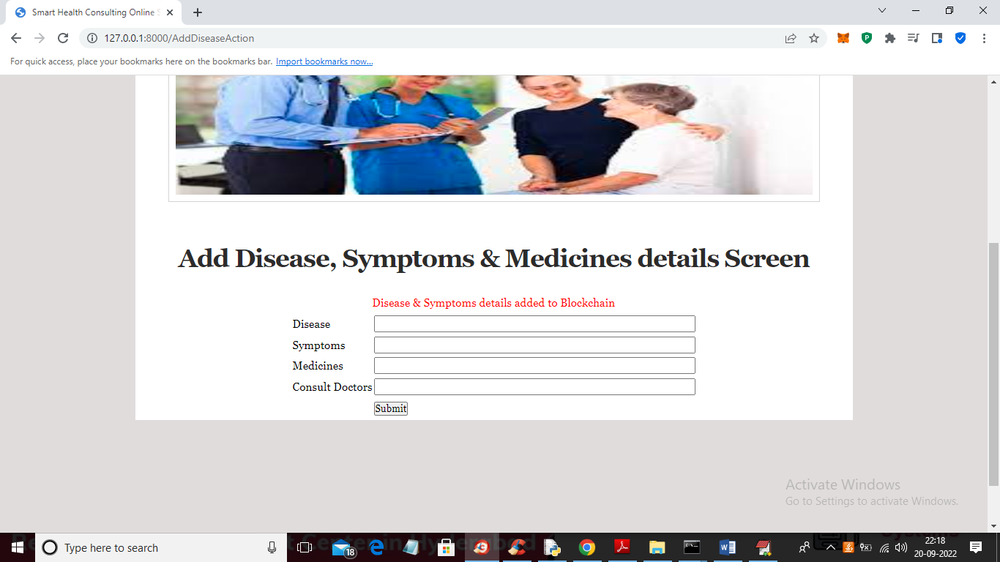 Smart Health Consulting Online S
127.0.0.1:8000/AddDiseaseAction
For quick access, place your bookmarks here on the bookmarks bar. Import bookmarks now...
Add Disease, Symptoms & Medicines details Screen
Disease & Symptoms details added to Blockchain
Disease
Symptoms
Medicines
Consult Doctors
Submit
Activate Windows
Go to Settings to activate Windows.
Type here to search
18
22:18
20-09-2022